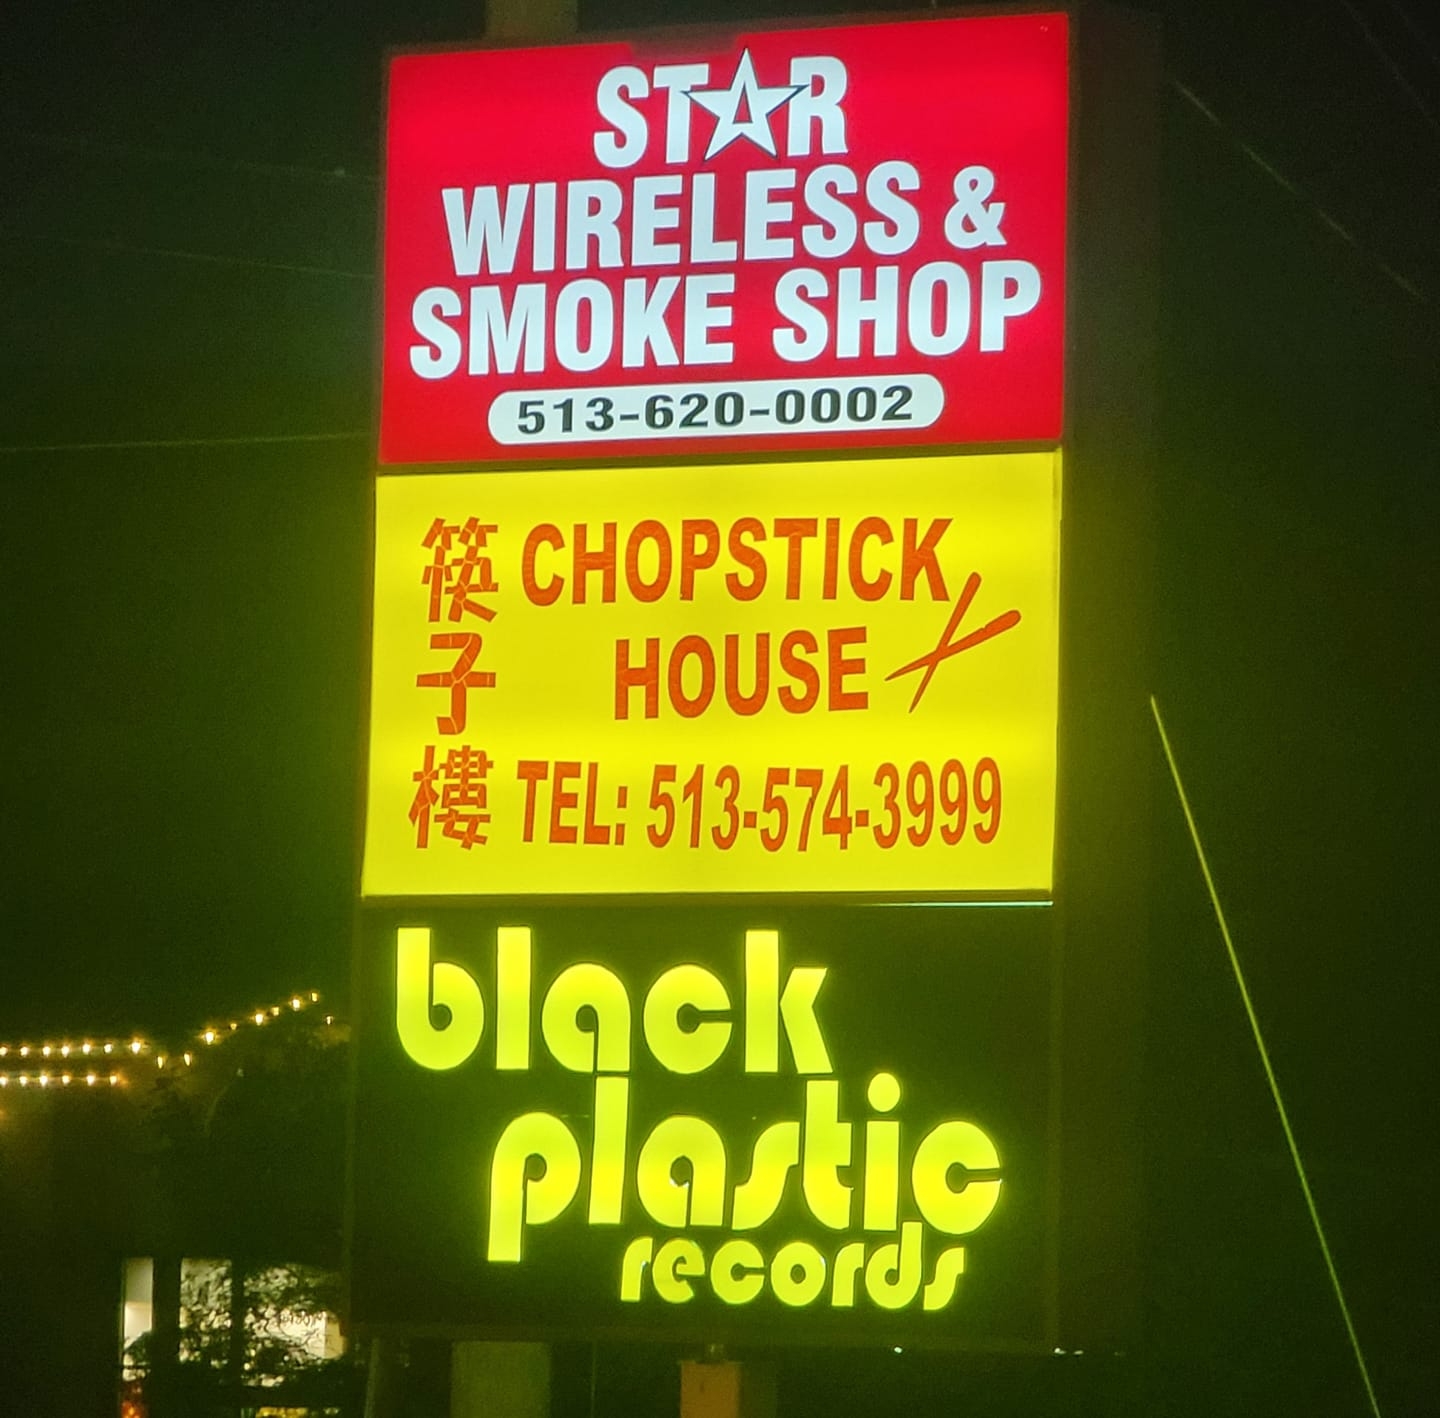 STAR
WIRELESS &
SMOKE SHOP
513-620-0002
筷子樓
CHOPSTICK
HOUSE
TEL: 513-574-3999
black
plastic
records